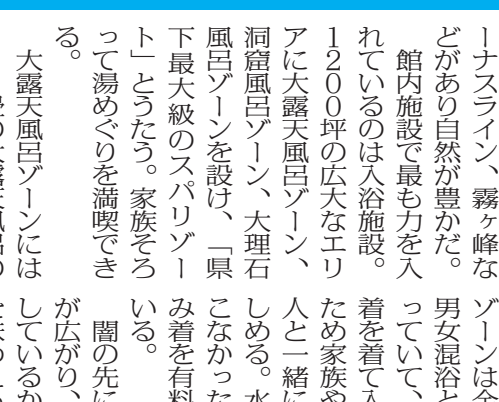 ーナスライン、霧ヶ峰な
どがあり自然が豊かだ。
館内施設で最も力を入
れているのは入浴施設。
１２００坪の広大なエリ
アに大露天風呂ゾーン、
洞窟風呂ゾーン、大理石
風呂ゾーンを設け、「県
下最大級のスパリゾー
ト」とうたう。家族そろ
って湯めぐりを満喫でき
る。
大露天風呂ゾーンには
ゾーンは全
男女混浴と
っていて、
着を着て入
ため家族や
人と一緒に
しめる。水
こなかった
み着を有料
いる。
闇の先に
が広がり、
しているか